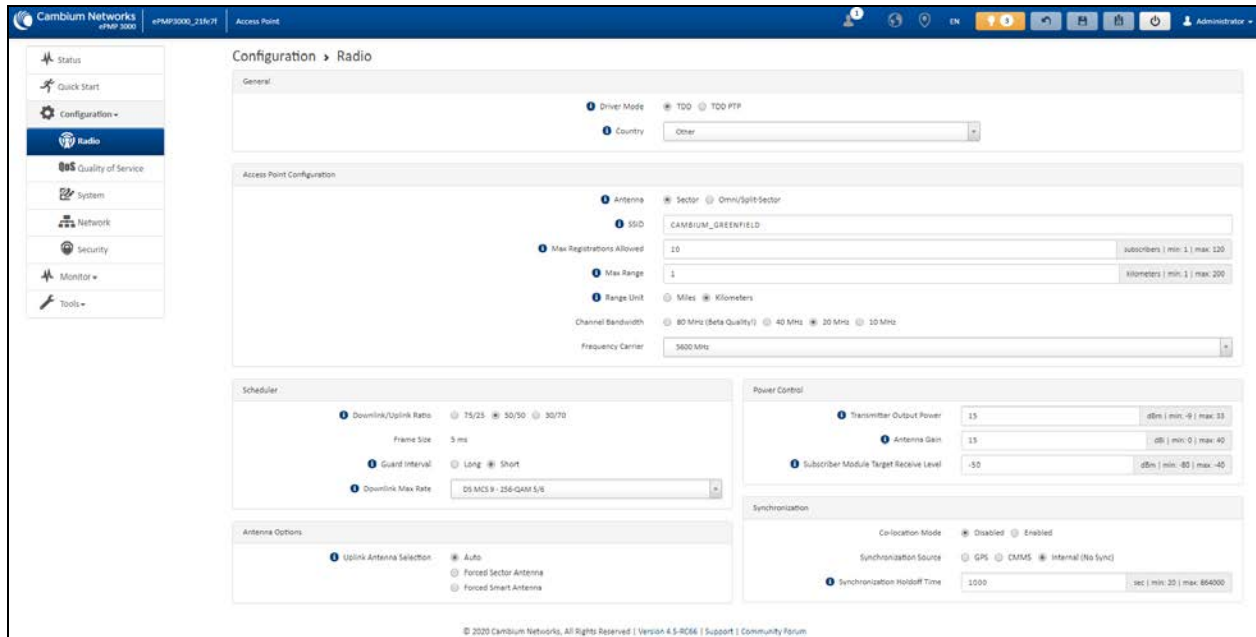 Cambium Networks
ePMP 3000
ePMP3000_21fe7f
Access Point
1
EN
3
Administrator
Status
Quick Start
Configuration
Radio
QoS Quality of Service
System
Network
Security
Monitor
Tools
Configuration › Radio
General
Driver Mode TDD TDD PTP
Country Other
Access Point Configuration
Antenna Sector Omni/Split-Sector
SSID CAMBIUM_GREENFIELD
Max Registrations Allowed 10 subscribers | min: 1 | max: 120
Max Range 1 kilometers | min: 1 | max: 200
Range Unit Miles Kilometers
Channel Bandwidth 80 MHz (Beta Quality!) 40 MHz 20 MHz 10 MHz
Frequency Carrier 5600 MHz
Scheduler
Downlink/Uplink Ratio 75/25 50/50 30/70
Frame Size 5 ms
Guard Interval Long Short
Downlink Max Rate DS MCS 9 - 256-QAM 5/6
Antenna Options
Uplink Antenna Selection Auto
Forced Sector Antenna
Forced Smart Antenna
Power Control
Transmitter Output Power 15 dBm | min: -9 | max: 33
Antenna Gain 15 dBi | min: 0 | max: 40
Subscriber Module Target Receive Level -50 dBm | min: -80 | max: -40
Synchronization
Co-location Mode Disabled Enabled
Synchronization Source GPS CMM5 Internal (No Sync)
Synchronization Holdoff Time 1000 sec | min: 20 | max: 864000
© 2020 Cambium Networks, All Rights Reserved | Version 4.5-RC66 | Support | Community Forum